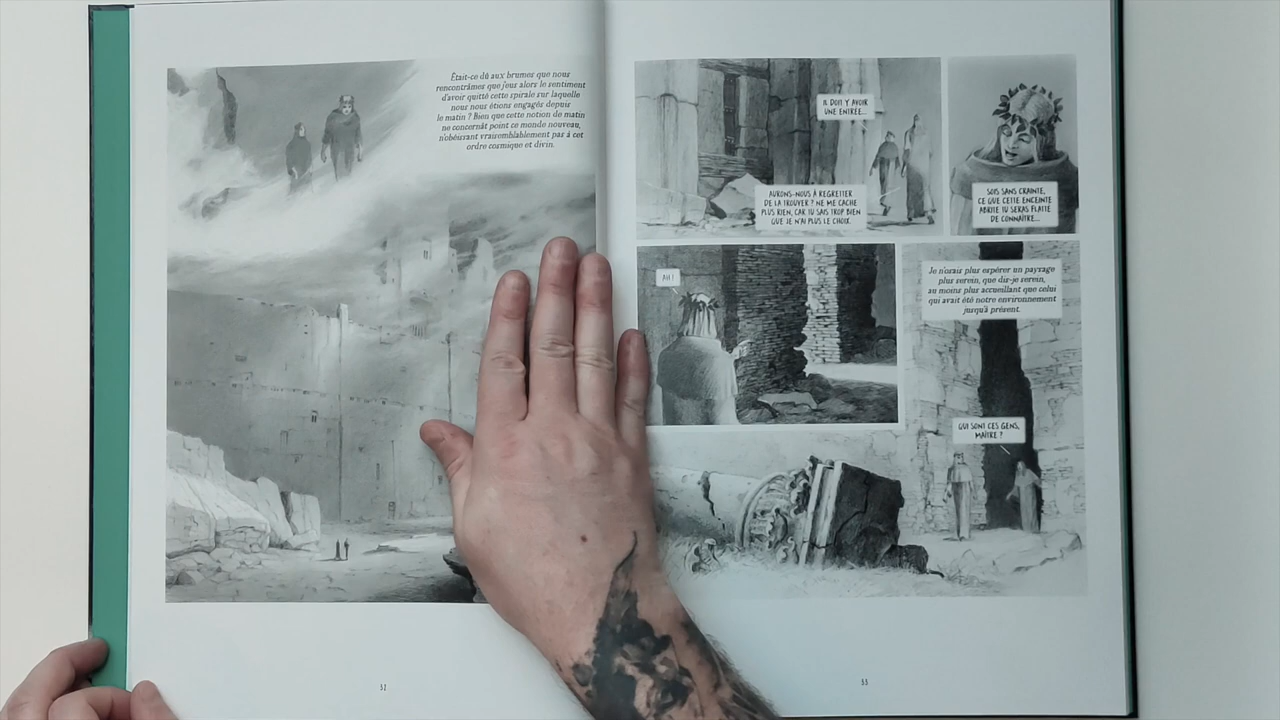 Était-ce dû aux brumes que nous
rencontrâmes que j'eus alors le sentiment
d'avoir quitté cette spirale sur laquelle
nous nous étions engagés depuis
le matin ? Bien que cette notion de matin
ne concernât point ce monde nouveau,
n'obéissant vraisemblablement pas à cet
ordre cosmique et divin.
IL DOIT Y AVOIR
UNE ENTRÉE...
AURONS-NOUS À REGRETTER
DE LA TROUVER ? NE ME CACHE
PLUS RIEN, CAR TU SAIS TROP BIEN
QUE JE N'AI PLUS LE CHOIX.
SOIS SANS CRAINTE,
CE QUE CETTE ENCEINTE
ABRITE TU SERAS FLATTÉ
DE CONNAÎTRE...
AH !
Je n'osais plus espérer un paysage
plus serein, que dis-je serein,
au moins plus accueillant que celui
qui avait été notre environnement
jusqu'à présent.
QUI SONT CES GENS,
MAÎTRE ?
33